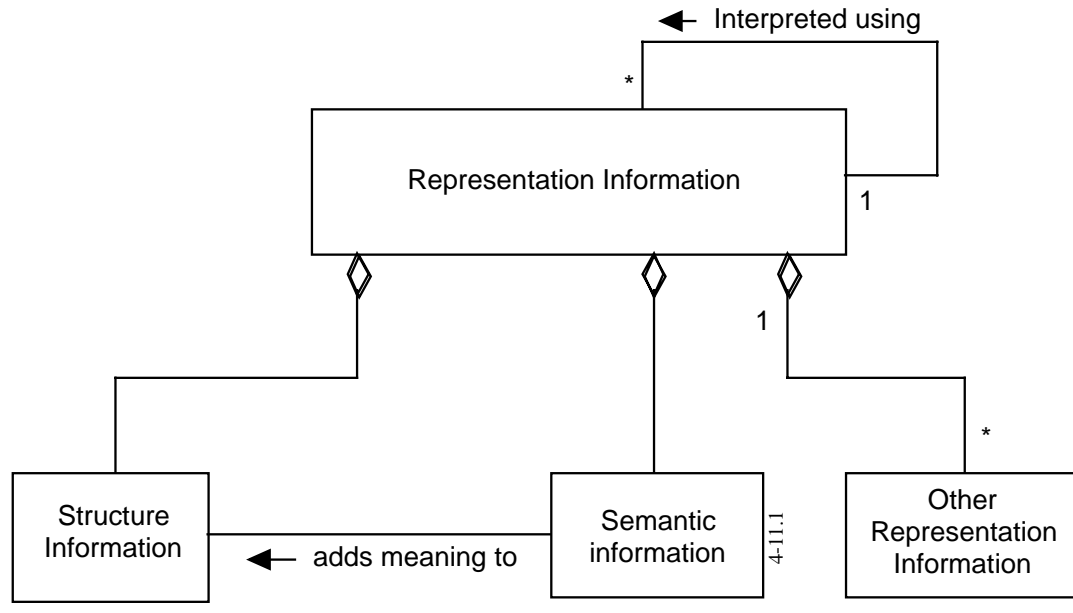 Interpreted using
*
Representation Information
1
1
*
Structure
Information
adds meaning to
Semantic
information
4-11.1
Other
Representation
Information